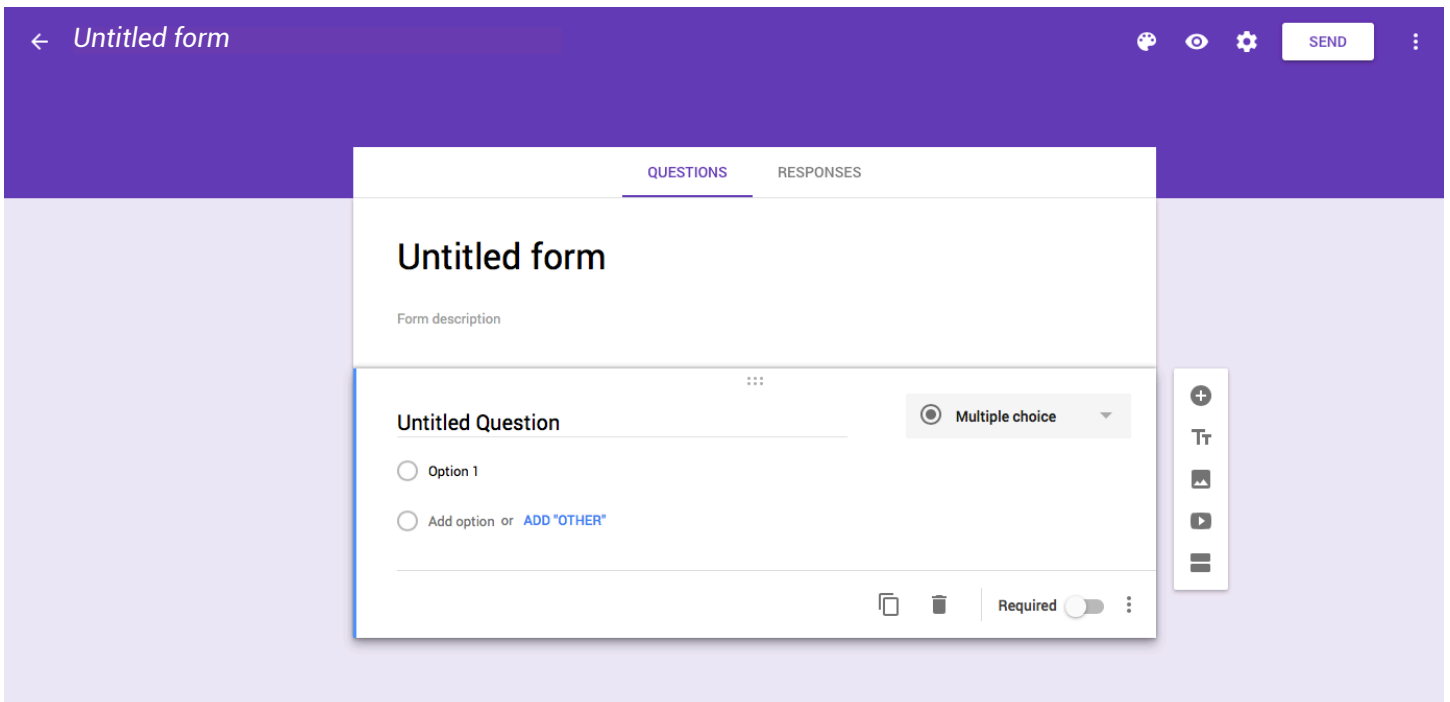 Untitled form
SEND
QUESTIONS RESPONSES
Untitled form
Form description
Untitled Question
Multiple choice
Option 1
Add option or ADD "OTHER"
Required